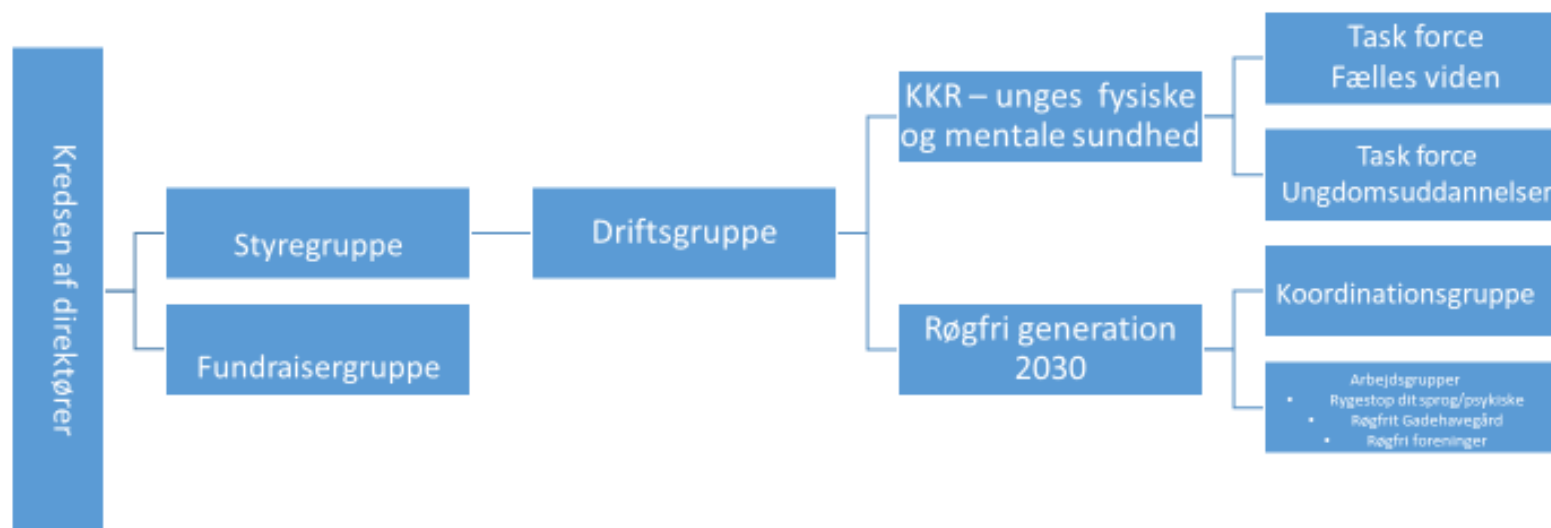 Kredsen af direktører
Styregruppe
Fundraisergruppe
Driftsgruppe
KKR – unges fysiske
og mentale sundhed
Røgfri generation
2030
Task force
Fælles viden
Task force
Ungdomsuddannelser
Koordinationsgruppe
Arbejdsgrupper
• Rygestop dit sprog/psykiske
• Røgfrit Gadehavegård
• Røgfri foreninger